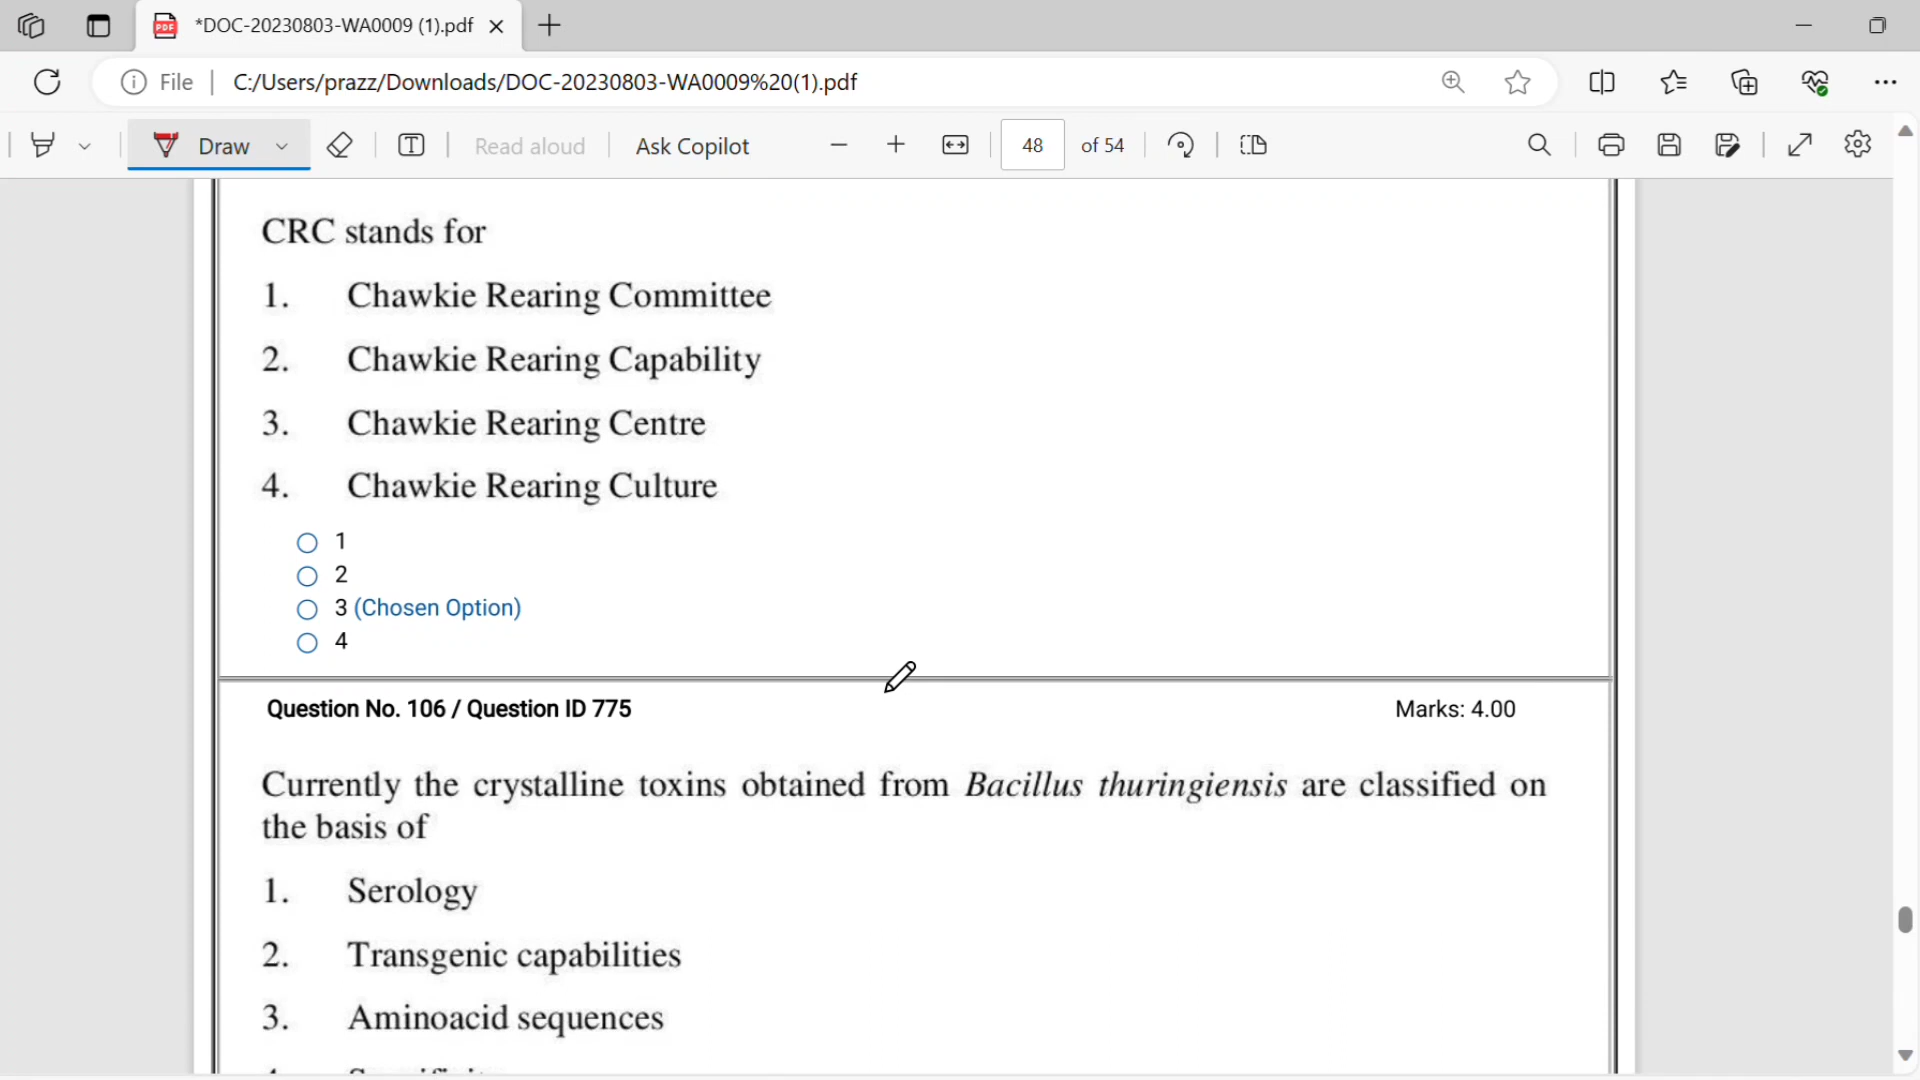 *DOC-20230803-WA0009 (1).pdf
File
C:/Users/prazz/Downloads/DOC-20230803-WA0009%20(1).pdf
Draw
Read aloud
Ask Copilot
48 of 54
CRC stands for
1. Chawkie Rearing Committee
2. Chawkie Rearing Capability
3. Chawkie Rearing Centre
4. Chawkie Rearing Culture
1
2
3 (Chosen Option)
4
Question No. 106 / Question ID 775 Marks: 4.00
Currently the crystalline toxins obtained from Bacillus thuringiensis are classified on
the basis of
1. Serology
2. Transgenic capabilities
3. Aminoacid sequences